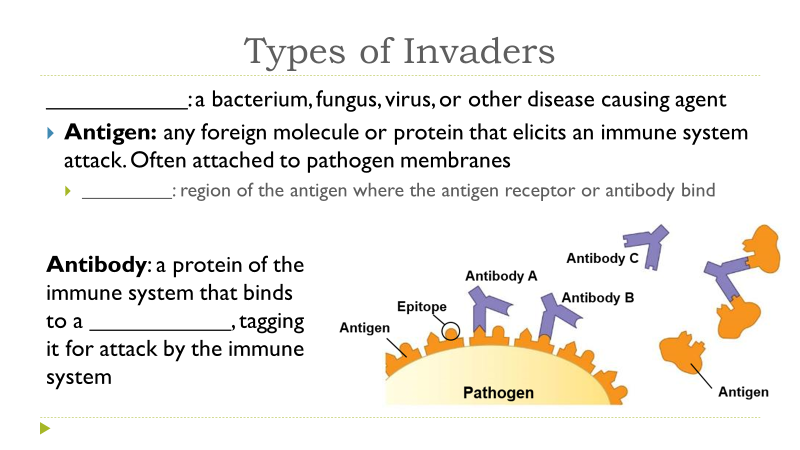 Types of Invaders
____________: a bacterium, fungus, virus, or other disease causing agent
Antigen: any foreign molecule or protein that elicits an immune system
attack. Often attached to pathogen membranes
_________: region of the antigen where the antigen receptor or antibody bind
Antibody: a protein of the
immune system that binds
to a ____________, tagging
it for attack by the immune
system
Antibody C
Antibody A
Antibody B
Epitope
Antigen
Pathogen
Antigen